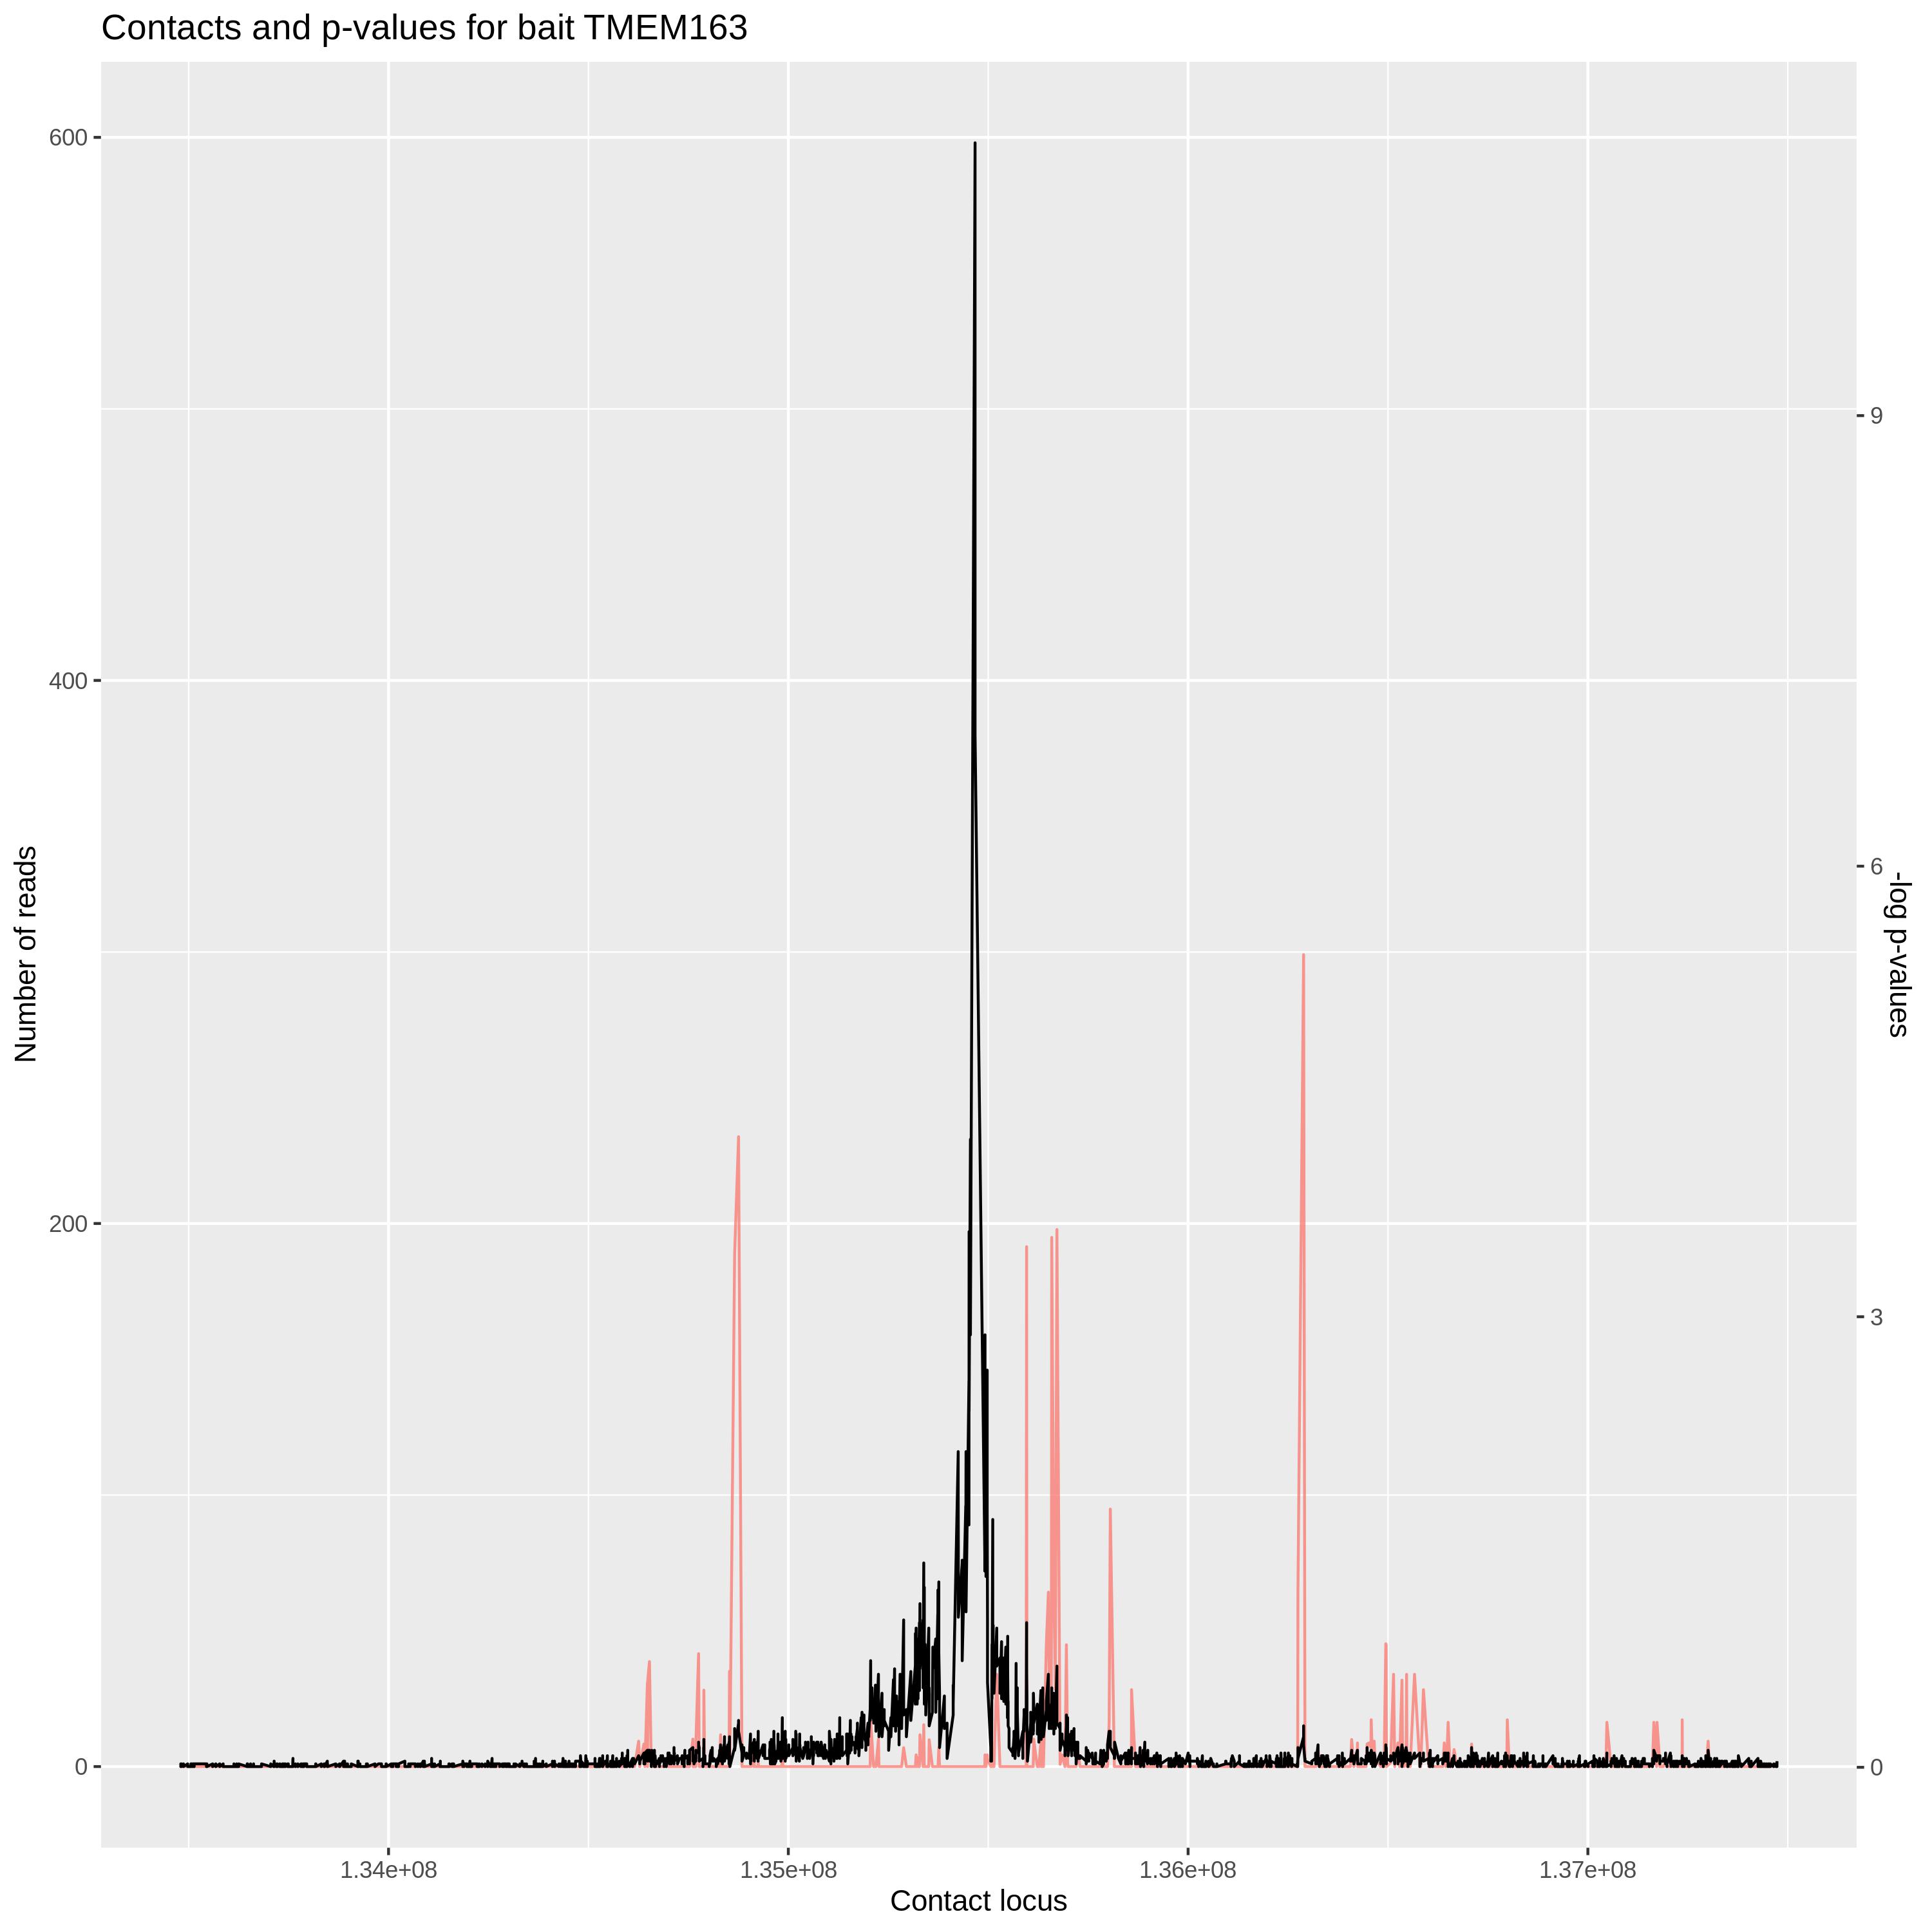 Contacts and p-values for bait TMEM163
600
400
200
0
Number of reads
9
6
3
0
-log p-values
1.34e+08
1.35e+08
1.36e+08
1.37e+08
Contact locus